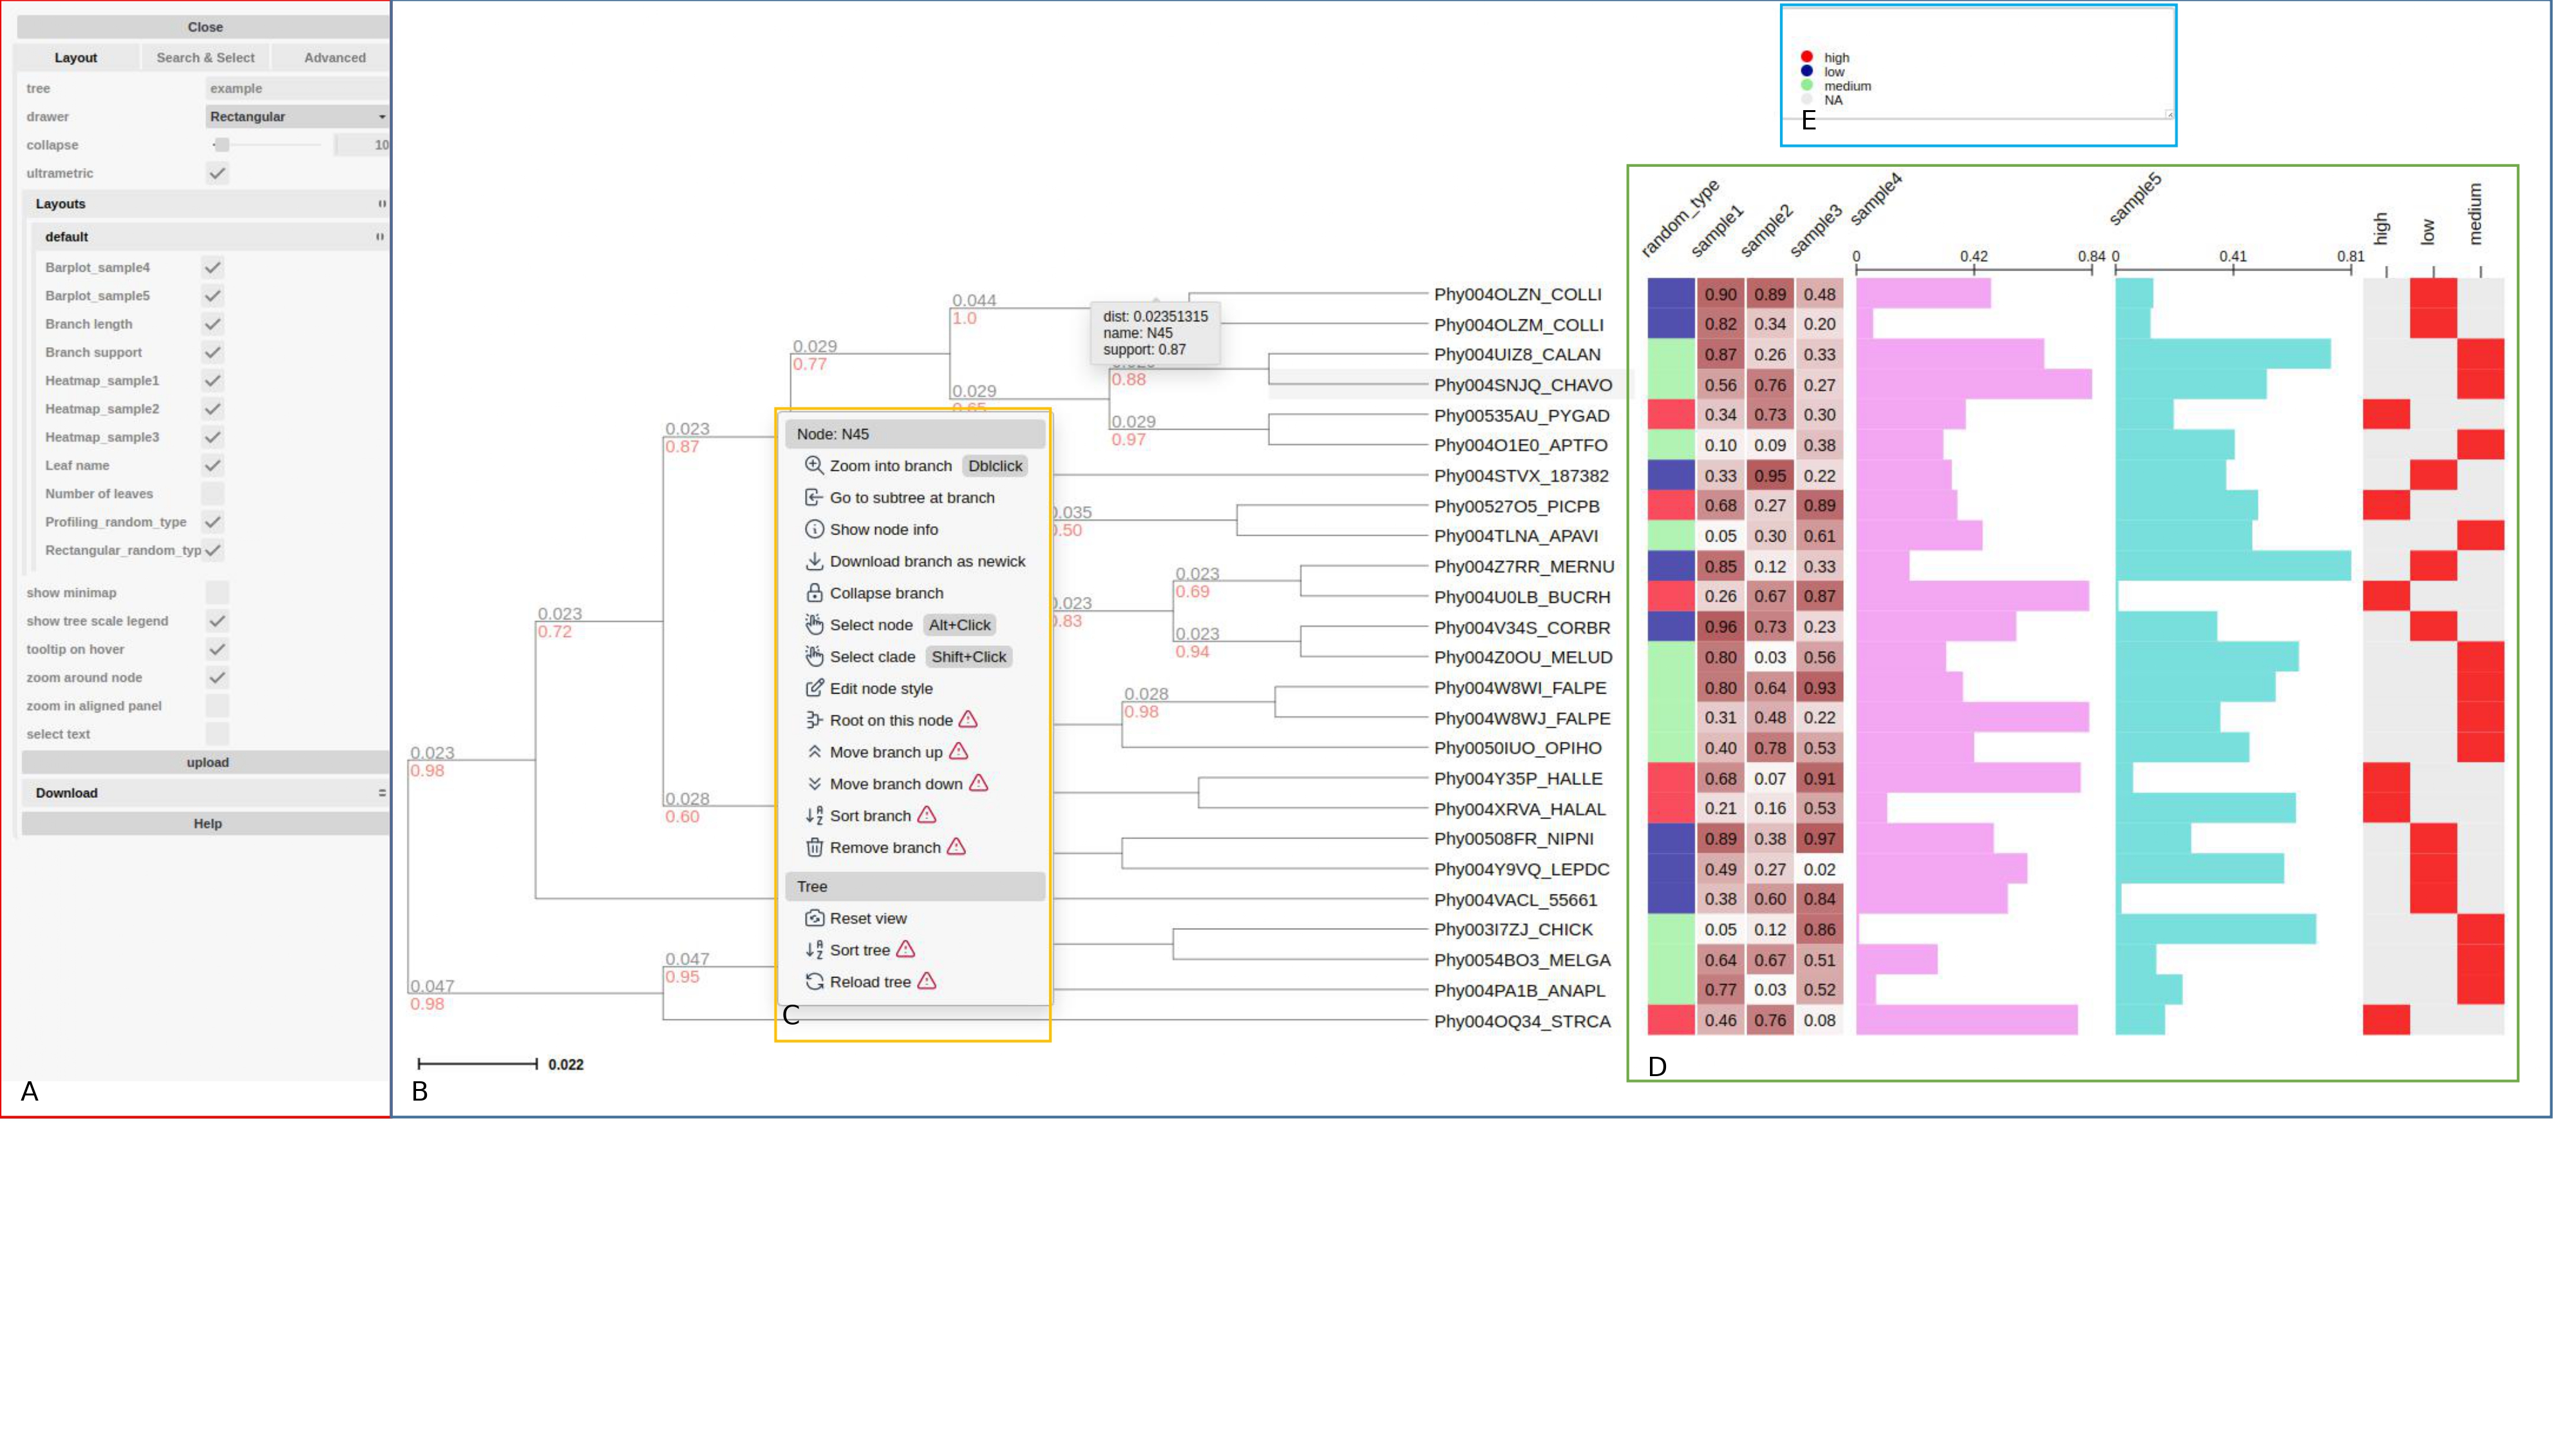 Close
Layout Search & Select Advanced
tree example
drawer Rectangular
collapse 10
ultrametric
Layouts
default
Barplot_sample4
Barplot_sample5
Branch length
Branch support
Heatmap_sample1
Heatmap_sample2
Heatmap_sample3
Leaf name
Number of leaves
Profiling_random_type
Rectangular_random_typ
show minimap
show tree scale legend
tooltip on hover
zoom around node
zoom in aligned panel
select text
upload
Download
Help
A
0.044
1.0
0.029
0.77
dist: 0.02351315
name: N45
support: 0.87
0.88
0.029
0.029
0.97
0.023
0.87
0.035
0.50
0.023
0.69
0.023
0.83
0.023
0.94
0.023
0.72
0.028
0.98
0.023
0.98
0.028
0.60
0.047
0.95
0.047
0.98
0.022
B
Node: N45
Zoom into branch Dblclick
Go to subtree at branch
Show node info
Download branch as newick
Collapse branch
Select node Alt+Click
Select clade Shift+Click
Edit node style
Root on this node
Move branch up
Move branch down
Sort branch
Remove branch
Tree
Reset view
Sort tree
Reload tree
C
high
low
medium
NA
E
random_type sample1 sample2 sample3 sample4 sample5 high low medium
0 0.42 0.84 0 0.41 0.81
Phy004OLZN_COLLI 0.90 0.89 0.48
Phy004OLZM_COLLI 0.82 0.34 0.20
Phy004UIZ8_CALAN 0.87 0.26 0.33
Phy004SNJQ_CHAVO 0.56 0.76 0.27
Phy00535AU_PYGAD 0.34 0.73 0.30
Phy004O1E0_APTFO 0.10 0.09 0.38
Phy004STVX_187382 0.33 0.95 0.22
Phy00527O5_PICPB 0.68 0.27 0.89
Phy004TLNA_APAVI 0.05 0.30 0.61
Phy004Z7RR_MERNU 0.85 0.12 0.33
Phy004U0LB_BUCRH 0.26 0.67 0.87
Phy004V34S_CORBR 0.96 0.73 0.23
Phy004Z0OU_MELUD 0.80 0.03 0.56
Phy004W8WI_FALPE 0.80 0.64 0.93
Phy004W8WJ_FALPE 0.31 0.48 0.22
Phy0050IUO_OPIHO 0.40 0.78 0.53
Phy004Y35P_HALLE 0.68 0.07 0.91
Phy004XRVA_HALAL 0.21 0.16 0.53
Phy00508FR_NIPNI 0.89 0.38 0.97
Phy004Y9VQ_LEPDC 0.49 0.27 0.02
Phy004VACL_55661 0.38 0.60 0.84
Phy003I7ZJ_CHICK 0.05 0.12 0.86
Phy0054BO3_MELGA 0.64 0.67 0.51
Phy004PA1B_ANAPL 0.77 0.03 0.52
Phy004OQ34_STRCA 0.46 0.76 0.08
D